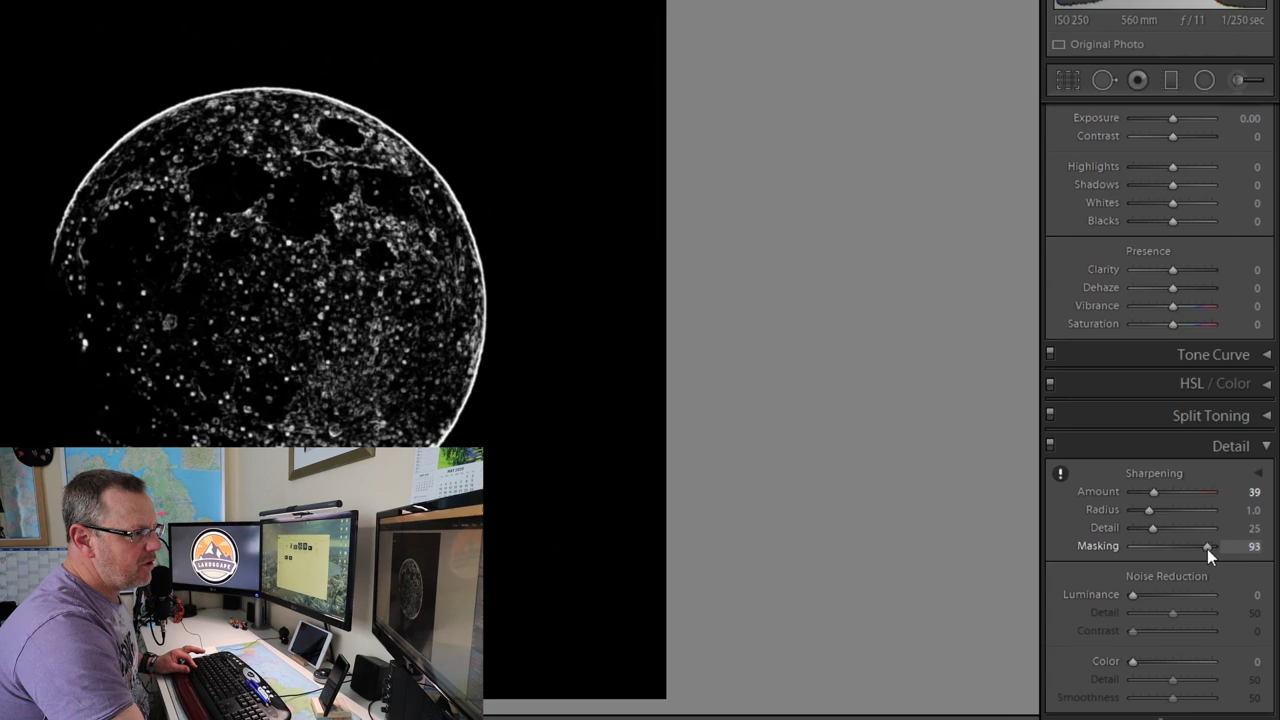 ISO 250 560 mm ƒ / 11 1/250 sec
Original Photo
Exposure 0.00
Contrast 0
Highlights 0
Shadows 0
Whites 0
Blacks 0
Presence
Clarity 0
Dehaze 0
Vibrance 0
Saturation 0
Tone Curve
HSL / Color
Split Toning
Detail
Sharpening
Amount 39
Radius 1.0
Detail 25
Masking 93
Noise Reduction
Luminance 0
Detail 50
Contrast 0
Color 0
Detail 50
Smoothness 50
LANDSCAPE